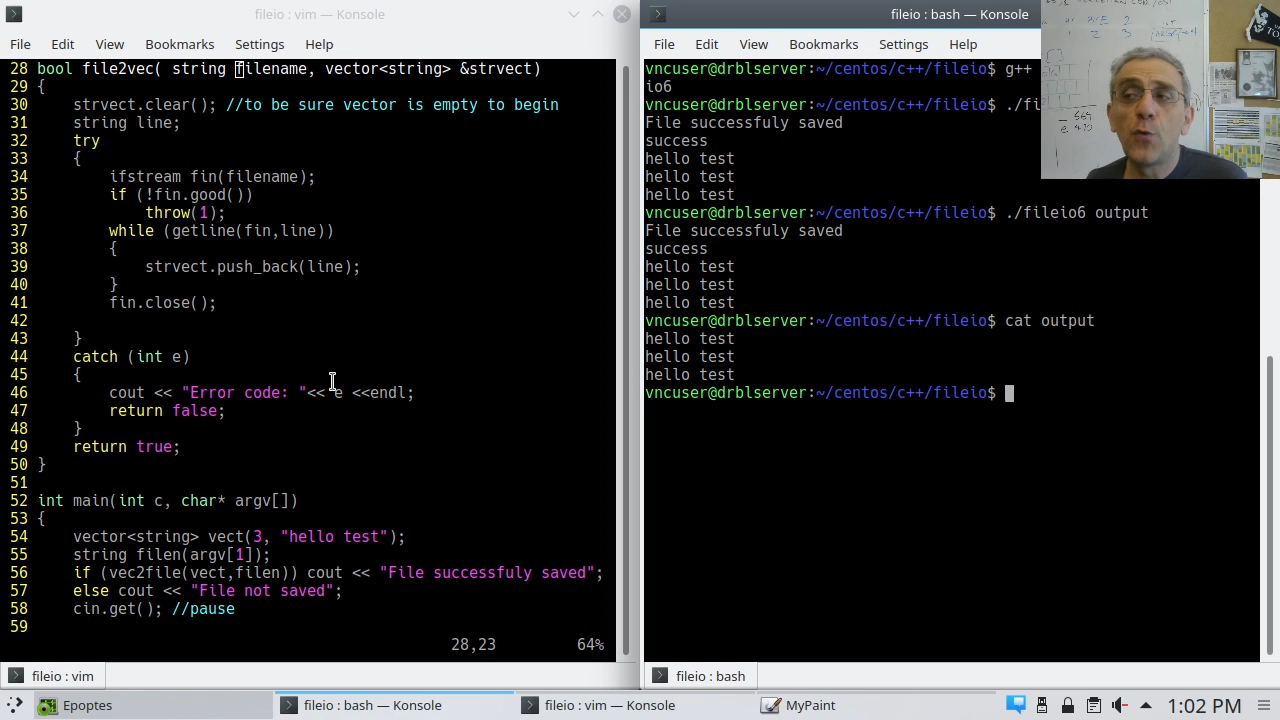 fileio : vim — Konsole
File Edit View Bookmarks Settings Help
28 bool file2vec( string filename, vector<string> &strvect)
29 {
30     strvect.clear(); //to be sure vector is empty to begin
31     string line;
32     try
33     {
34         ifstream fin(filename);
35         if (!fin.good())
36             throw(1);
37         while (getline(fin,line))
38         {
39             strvect.push_back(line);
40         }
41         fin.close();
42
43     }
44     catch (int e)
45     {
46         cout << "Error code: "<< e <<endl;
47         return false;
48     }
49     return true;
50 }
51
52 int main(int c, char* argv[])
53 {
54     vector<string> vect(3, "hello test");
55     string filen(argv[1]);
56     if (vec2file(vect,filen)) cout << "File successfuly saved";
57     else cout << "File not saved";
58     cin.get(); //pause
59
28,23 64%
fileio : vim
fileio : bash — Konsole
File Edit View Bookmarks Settings Help
vncuser@drblserver:~/centos/c++/fileio$ g++
io6
vncuser@drblserver:~/centos/c++/fileio$ ./fi
File successfuly saved
success
hello test
hello test
hello test
vncuser@drblserver:~/centos/c++/fileio$ ./fileio6 output
File successfuly saved
success
hello test
hello test
hello test
vncuser@drblserver:~/centos/c++/fileio$ cat output
hello test
hello test
hello test
vncuser@drblserver:~/centos/c++/fileio$
fileio : bash
Epoptes
fileio : bash — Konsole
fileio : vim — Konsole
MyPaint
1:02 PM